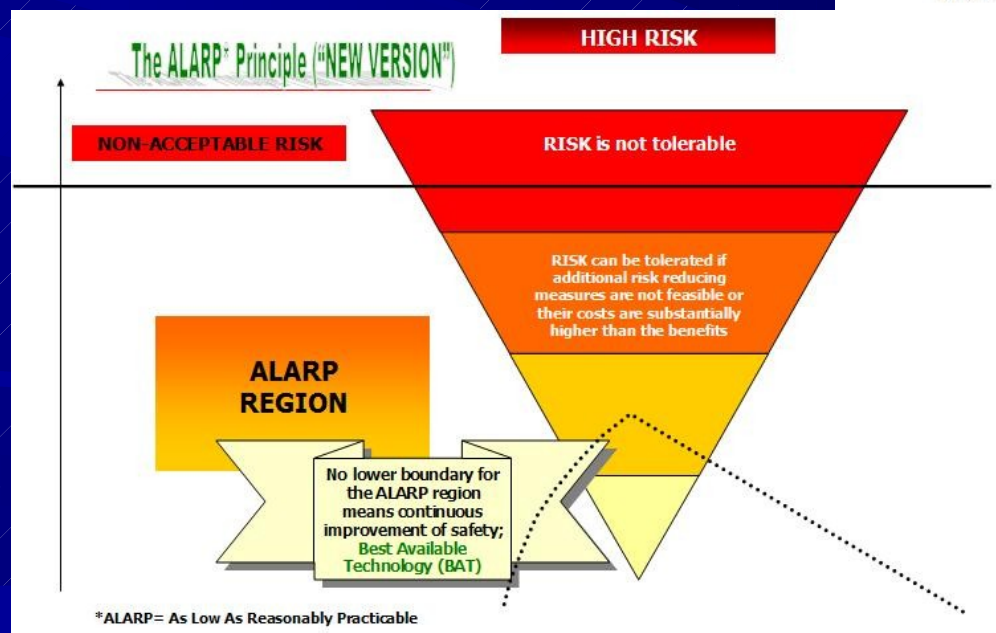 The ALARP* Principle ("NEW VERSION")
HIGH RISK
NON-ACCEPTABLE RISK
RISK is not tolerable
RISK can be tolerated if
additional risk reducing
measures are not feasible or
their costs are substantially
higher than the benefits
ALARP
REGION
No lower boundary for
the ALARP region
means continuous
improvement of safety;
Best Available
Technology (BAT)
*ALARP= As Low As Reasonably Practicable